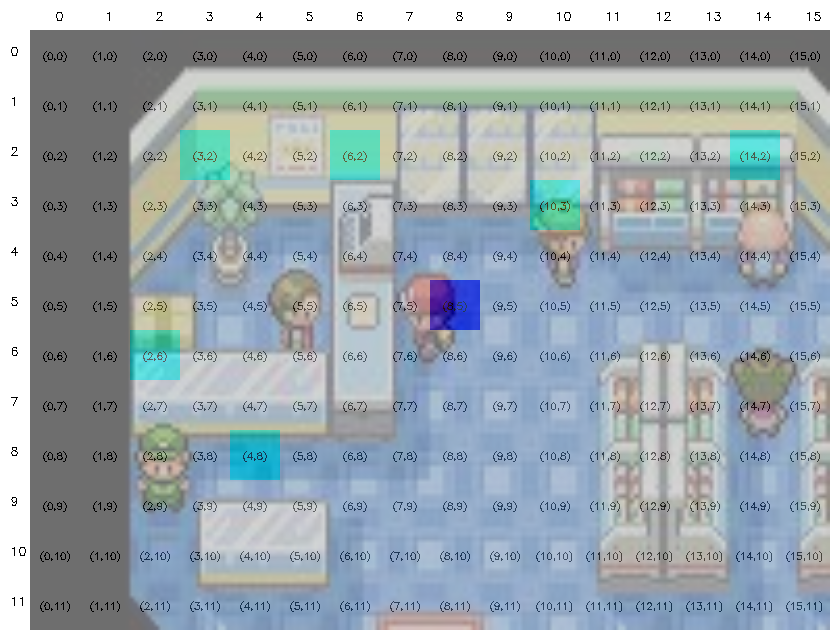 0 1 2 3 4 5 6 7 8 9 10 11 12 13 14 15
0 (0,0) (1,0) (2,0) (3,0) (4,0) (5,0) (6,0) (7,0) (8,0) (9,0) (10,0) (11,0) (12,0) (13,0) (14,0) (15,0)
1 (0,1) (1,1) (2,1) (3,1) (4,1) (5,1) (6,1) (7,1) (8,1) (9,1) (10,1) (11,1) (12,1) (13,1) (14,1) (15,1)
2 (0,2) (1,2) (2,2) (3,2) (4,2) (5,2) (6,2) (7,2) (8,2) (9,2) (10,2) (11,2) (12,2) (13,2) (14,2) (15,2)
3 (0,3) (1,3) (2,3) (3,3) (4,3) (5,3) (6,3) (7,3) (8,3) (9,3) (10,3) (11,3) (12,3) (13,3) (14,3) (15,3)
4 (0,4) (1,4) (2,4) (3,4) (4,4) (5,4) (6,4) (7,4) (8,4) (9,4) (10,4) (11,4) (12,4) (13,4) (14,4) (15,4)
5 (0,5) (1,5) (2,5) (3,5) (4,5) (5,5) (6,5) (7,5) (9,5) (10,5) (11,5) (12,5) (13,5) (14,5) (15,5)
6 (0,6) (1,6) (2,6) (3,6) (4,6) (5,6) (6,6) (7,6) (8,6) (9,6) (10,6) (11,6) (12,6) (13,6) (14,6) (15,6)
7 (0,7) (1,7) (2,7) (3,7) (4,7) (5,7) (6,7) (7,7) (8,7) (9,7) (10,7) (11,7) (12,7) (13,7) (14,7) (15,7)
8 (0,8) (1,8) (2,8) (3,8) (4,8) (5,8) (6,8) (7,8) (8,8) (9,8) (10,8) (11,8) (12,8) (13,8) (14,8) (15,8)
9 (0,9) (1,9) (2,9) (3,9) (4,9) (5,9) (6,9) (7,9) (8,9) (9,9) (10,9) (11,9) (12,9) (13,9) (14,9) (15,9)
10 (0,10) (1,10) (2,10) (3,10) (4,10) (5,10) (6,10) (7,10) (8,10) (9,10) (10,10) (11,10) (12,10) (13,10) (14,10) (15,10)
11 (0,11) (1,11) (2,11) (3,11) (4,11) (5,11) (6,11) (7,11) (8,11) (9,11) (10,11) (11,11) (12,11) (13,11) (14,11) (15,11)